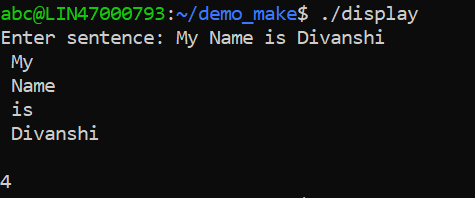 abc@LIN47000793:~/demo_make$ ./display
Enter sentence: My Name is Divanshi
My
Name
is
Divanshi
4